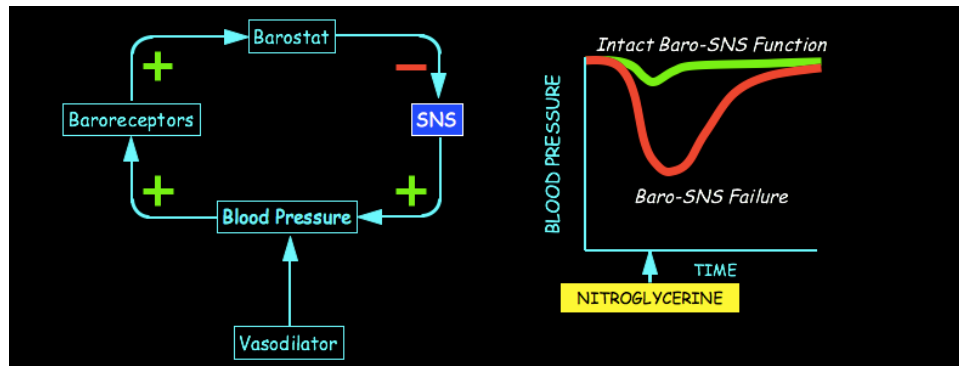 Barostat
+
−
Baroreceptors
SNS
+
+
Blood Pressure
Vasodilator
Intact Baro-SNS Function
BLOOD PRESSURE
Baro-SNS Failure
TIME
NITROGLYCERINE